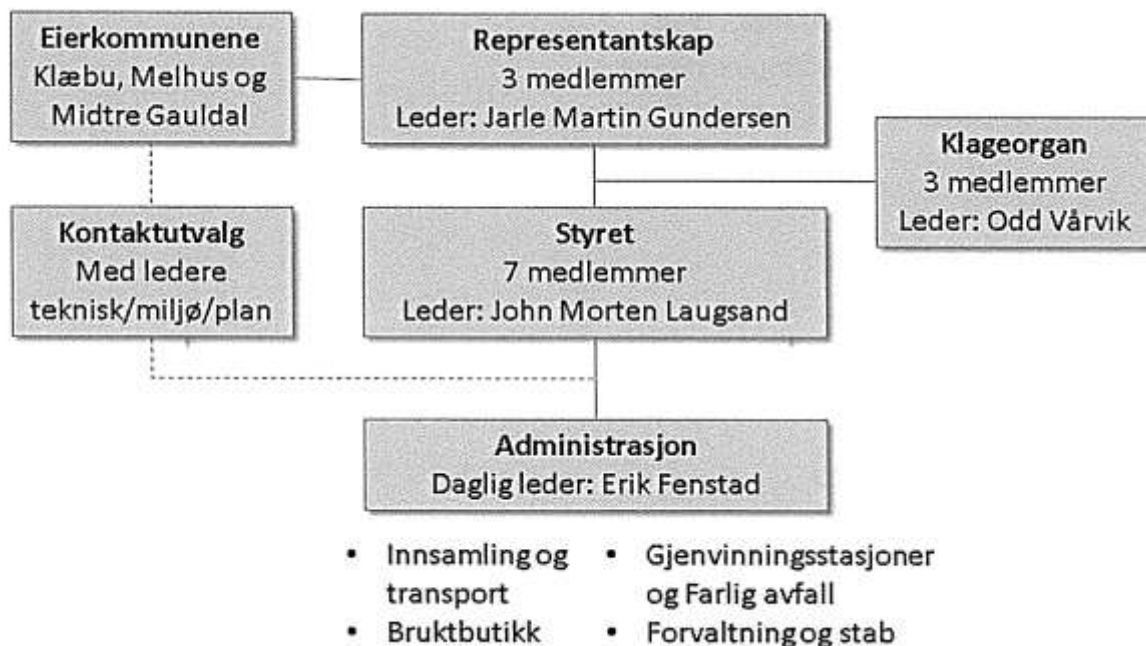 Eierkommunene
Klæbu, Melhus og
Midtre Gauldal
Representantskap
3 medlemmer
Leder: Jarle Martin Gundersen
Klageorgan
3 medlemmer
Leder: Odd Vårvik
Kontaktutvalg
Med ledere
teknisk/miljø/plan
Styret
7 medlemmer
Leder: John Morten Laugsand
Administrasjon
Daglig leder: Erik Fenstad
• Innsamling og
transport
• Bruktbutikk
• Gjenvinningsstasjoner
og Farlig avfall
• Forvaltning og stab